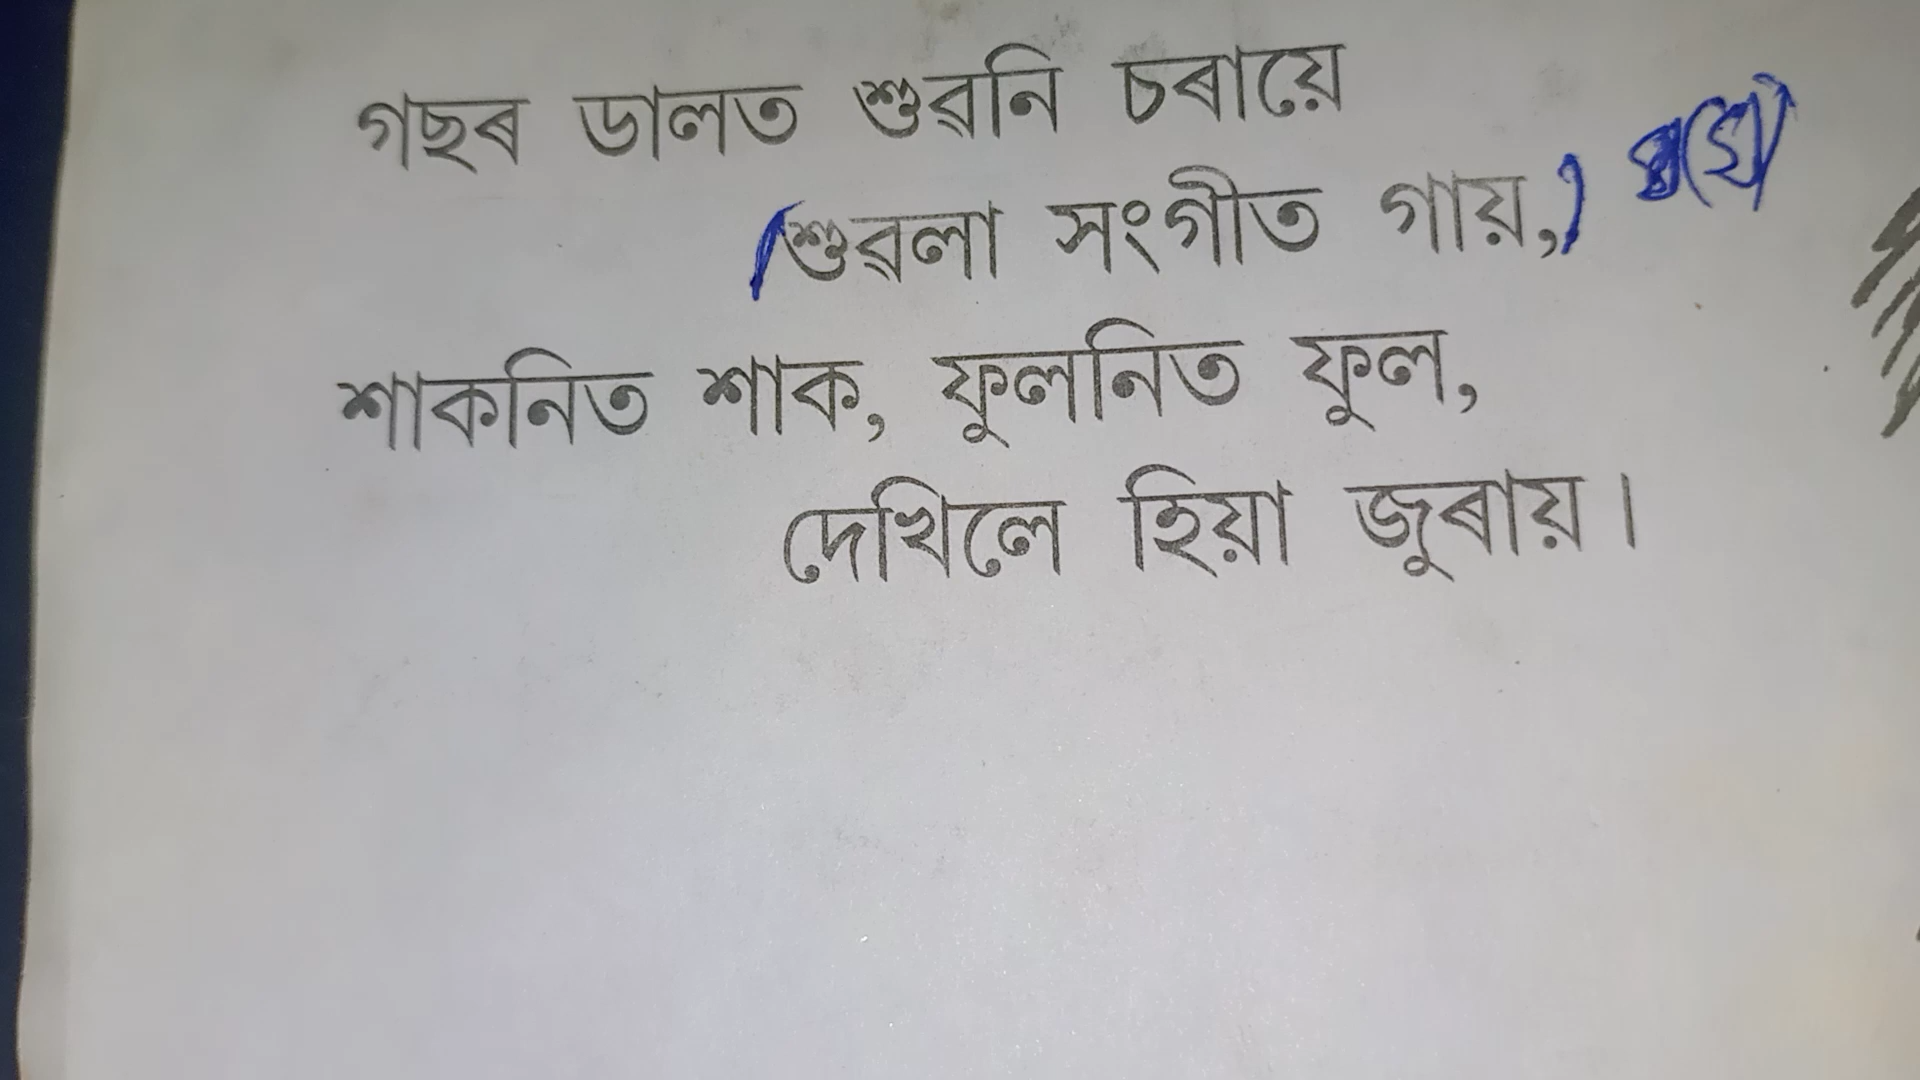 গছৰ ডালত শুৱনি চৰায়ে
(শুৱলা সংগীত গায়,)
শাকনিত শাক, ফুলনিত ফুল,
দেখিলে হিয়া জুৰায়।